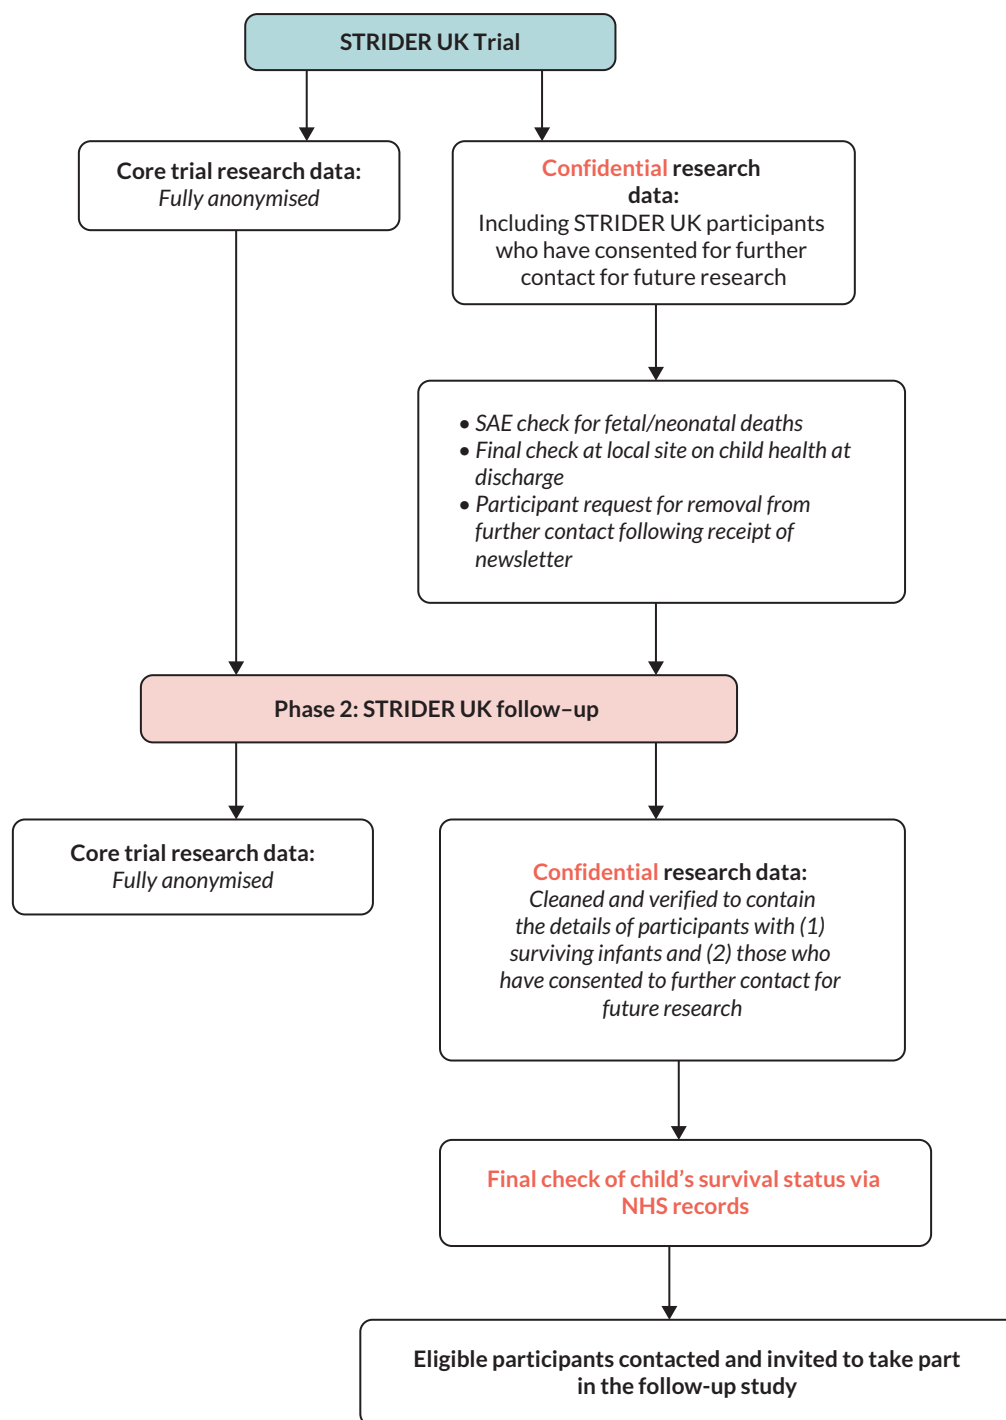 STRIDER UK Trial
Core trial research data:
Fully anonymised
Confidential research
data:
Including STRIDER UK participants
who have consented for further
contact for future research
• SAE check for fetal/neonatal deaths
• Final check at local site on child health at
discharge
• Participant request for removal from
further contact following receipt of
newsletter
Phase 2: STRIDER UK follow–up
Core trial research data:
Fully anonymised
Confidential research data:
Cleaned and verified to contain
the details of participants with (1)
surviving infants and (2) those who
have consented to further contact for
future research
Final check of child’s survival status via
NHS records
Eligible participants contacted and invited to take part
in the follow-up study